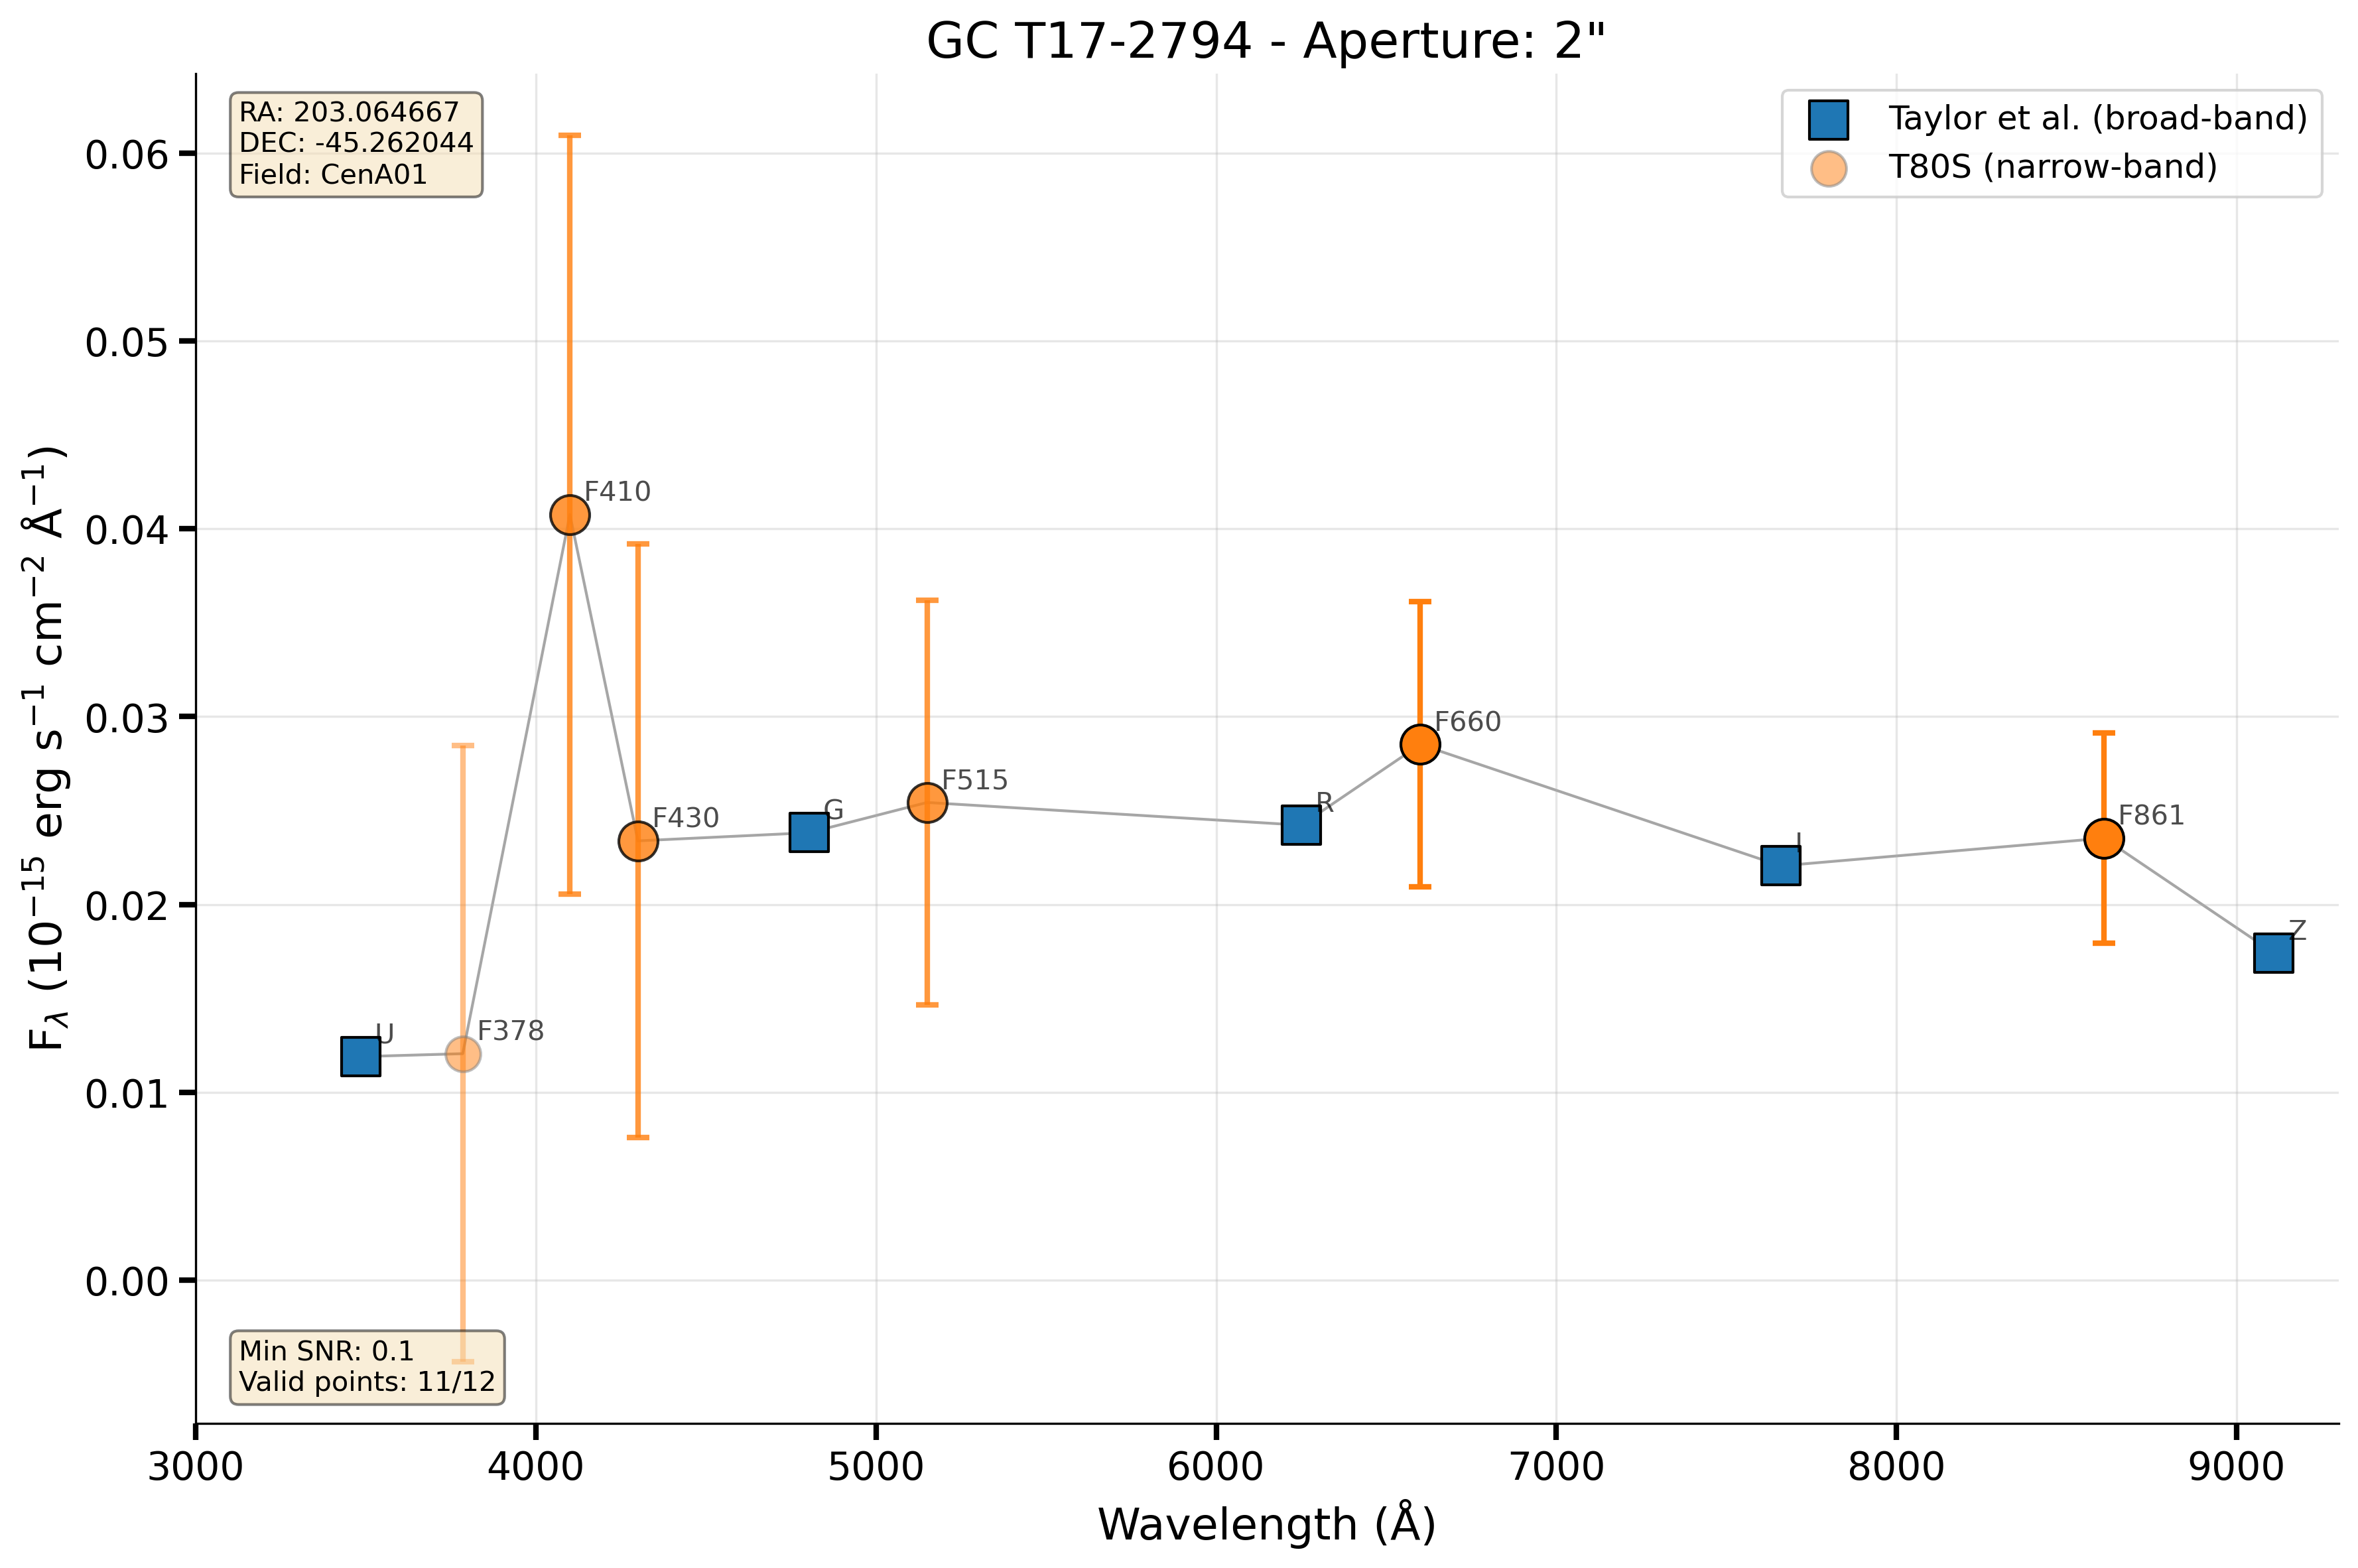 GC T17-2794 - Aperture: 2"
RA: 203.064667
DEC: -45.262044
Field: CenA01
Taylor et al. (broad-band)
T80S (narrow-band)
0.06
0.05
0.04
0.03
0.02
0.01
0.00
F$_λ$ (10$^{−15}$ erg s$^{−1}$ cm$^{−2}$ Å$^{−1}$)
U
F378
F410
F430
G
F515
R
F660
I
F861
Z
Min SNR: 0.1
Valid points: 11/12
3000 4000 5000 6000 7000 8000 9000
Wavelength (Å)